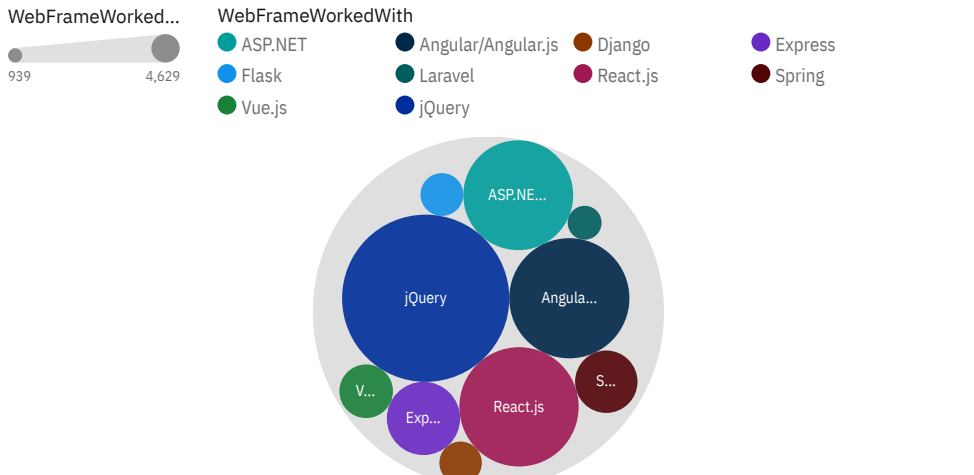 WebFrameWorked...
939 4,629
WebFrameWorkedWith
ASP.NET Angular/Angular.js Django Express
Flask Laravel React.js Spring
Vue.js jQuery
ASP.NE...
jQuery Angula...
V... Exp... React.js S...